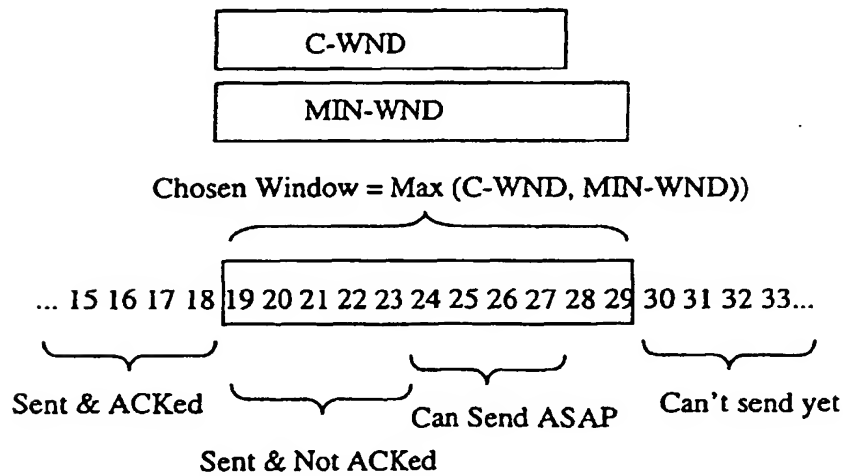 C-WND
MIN-WND
Chosen Window = Max (C-WND, MIN-WND))
... 15 16 17 18 19 20 21 22 23 24 25 26 27 28 29 30 31 32 33...
Sent & ACKed
Can Send ASAP
Can't send yet
Sent & Not ACKed